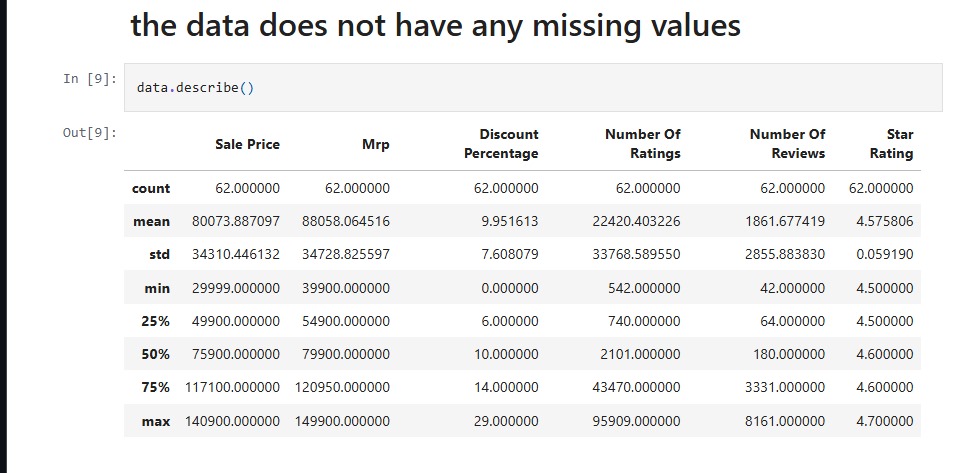 the data does not have any missing values
In [9]: data.describe()
Out[9]:
Sale Price Mrp Discount Percentage Number Of Ratings Number Of Reviews Star Rating
count 62.000000 62.000000 62.000000 62.000000 62.000000 62.000000
mean 80073.887097 88058.064516 9.951613 22420.403226 1861.677419 4.575806
std 34310.446132 34728.825597 7.608079 33768.589550 2855.883830 0.059190
min 29999.000000 39900.000000 0.000000 542.000000 42.000000 4.500000
25% 49900.000000 54900.000000 6.000000 740.000000 64.000000 4.500000
50% 75900.000000 79900.000000 10.000000 2101.000000 180.000000 4.600000
75% 117100.000000 120950.000000 14.000000 43470.000000 3331.000000 4.600000
max 140900.000000 149900.000000 29.000000 95909.000000 8161.000000 4.700000